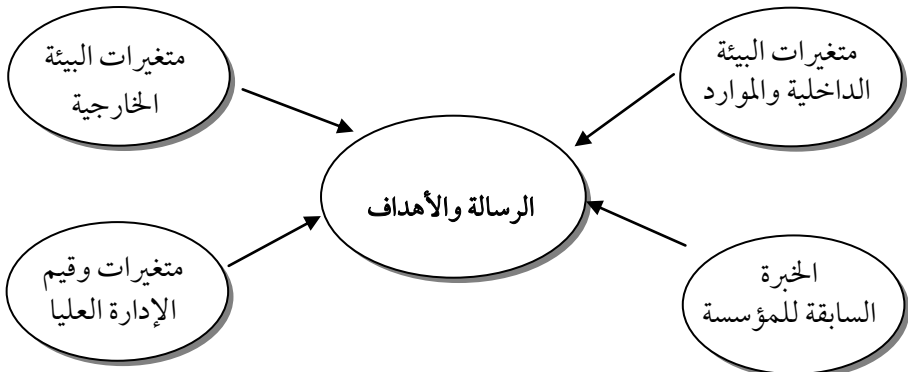 متغيرات البيئة
الداخلية والموارد
متغيرات البيئة
الخارجية
الرسالة والأهداف
الخبرة
السابقة للمؤسسة
متغيرات وقيم
الإدارة العليا